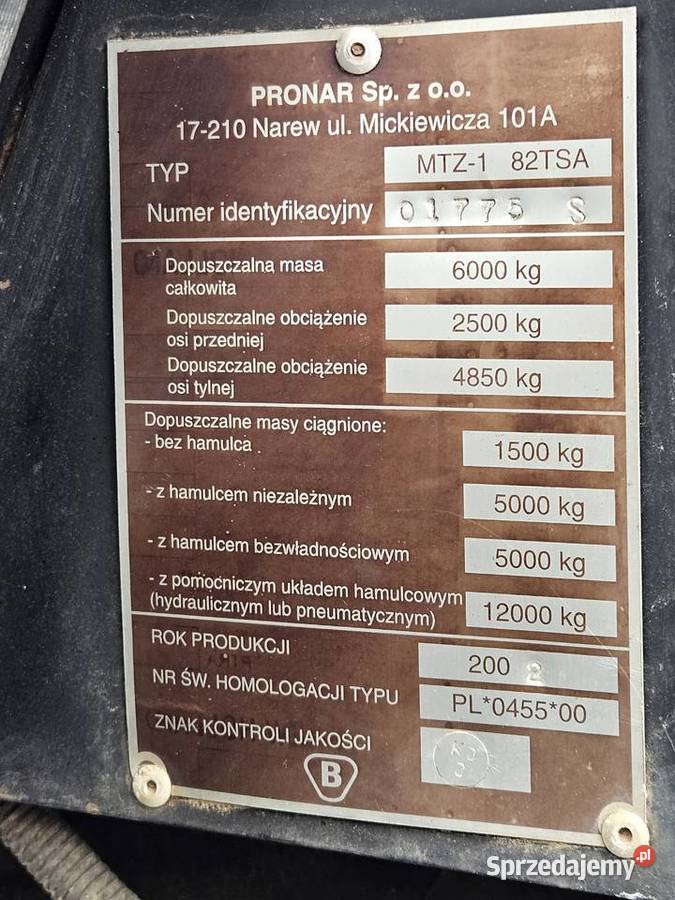 PRONAR Sp. z o.o.
17-210 Narew ul. Mickiewicza 101A
TYP MTZ-1 82TSA
Numer identyfikacyjny 01775 S
Dopuszczalna masa
całkowita 6000 kg
Dopuszczalne obciążenie
osi przedniej 2500 kg
Dopuszczalne obciążenie
osi tylnej 4850 kg
Dopuszczalne masy ciągnione:
- bez hamulca 1500 kg
- z hamulcem niezależnym 5000 kg
- z hamulcem bezwładnościowym 5000 kg
- z pomocniczym układem hamulcowym
(hydraulicznym lub pneumatycznym) 12000 kg
ROK PRODUKCJI 2002
NR ŚW. HOMOLOGACJI TYPU PL*0455*00
ZNAK KONTROLI JAKOŚCI
B
Sprzedajemy.pl